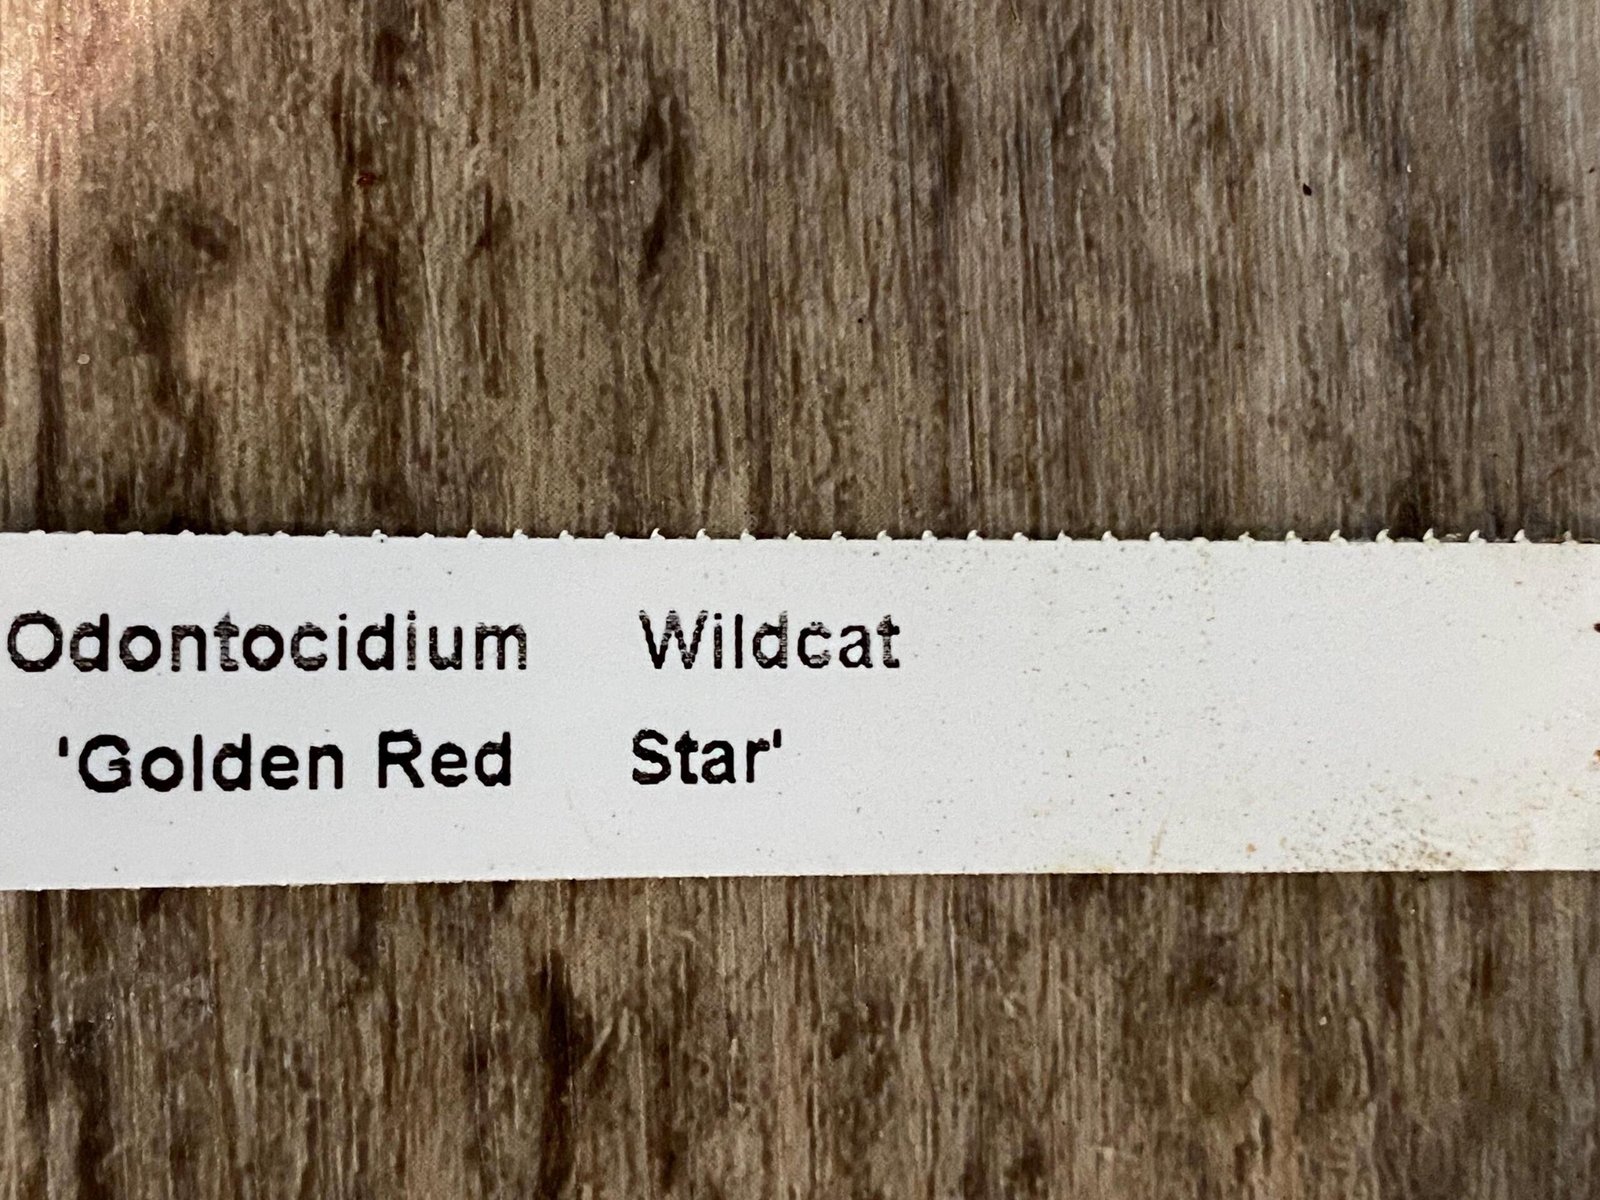 Odontocidium Wildcat
'Golden Red Star'